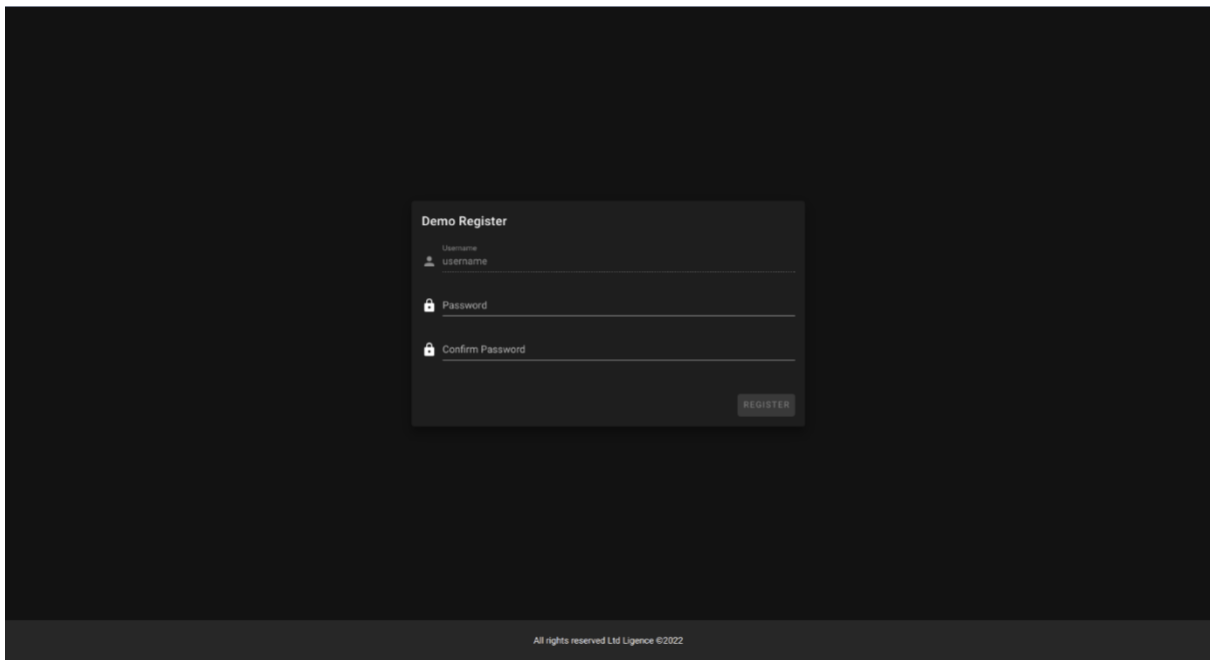 Demo Register
Username
username
Password
Confirm Password
REGISTER
All rights reserved Ltd Ligence ©2022